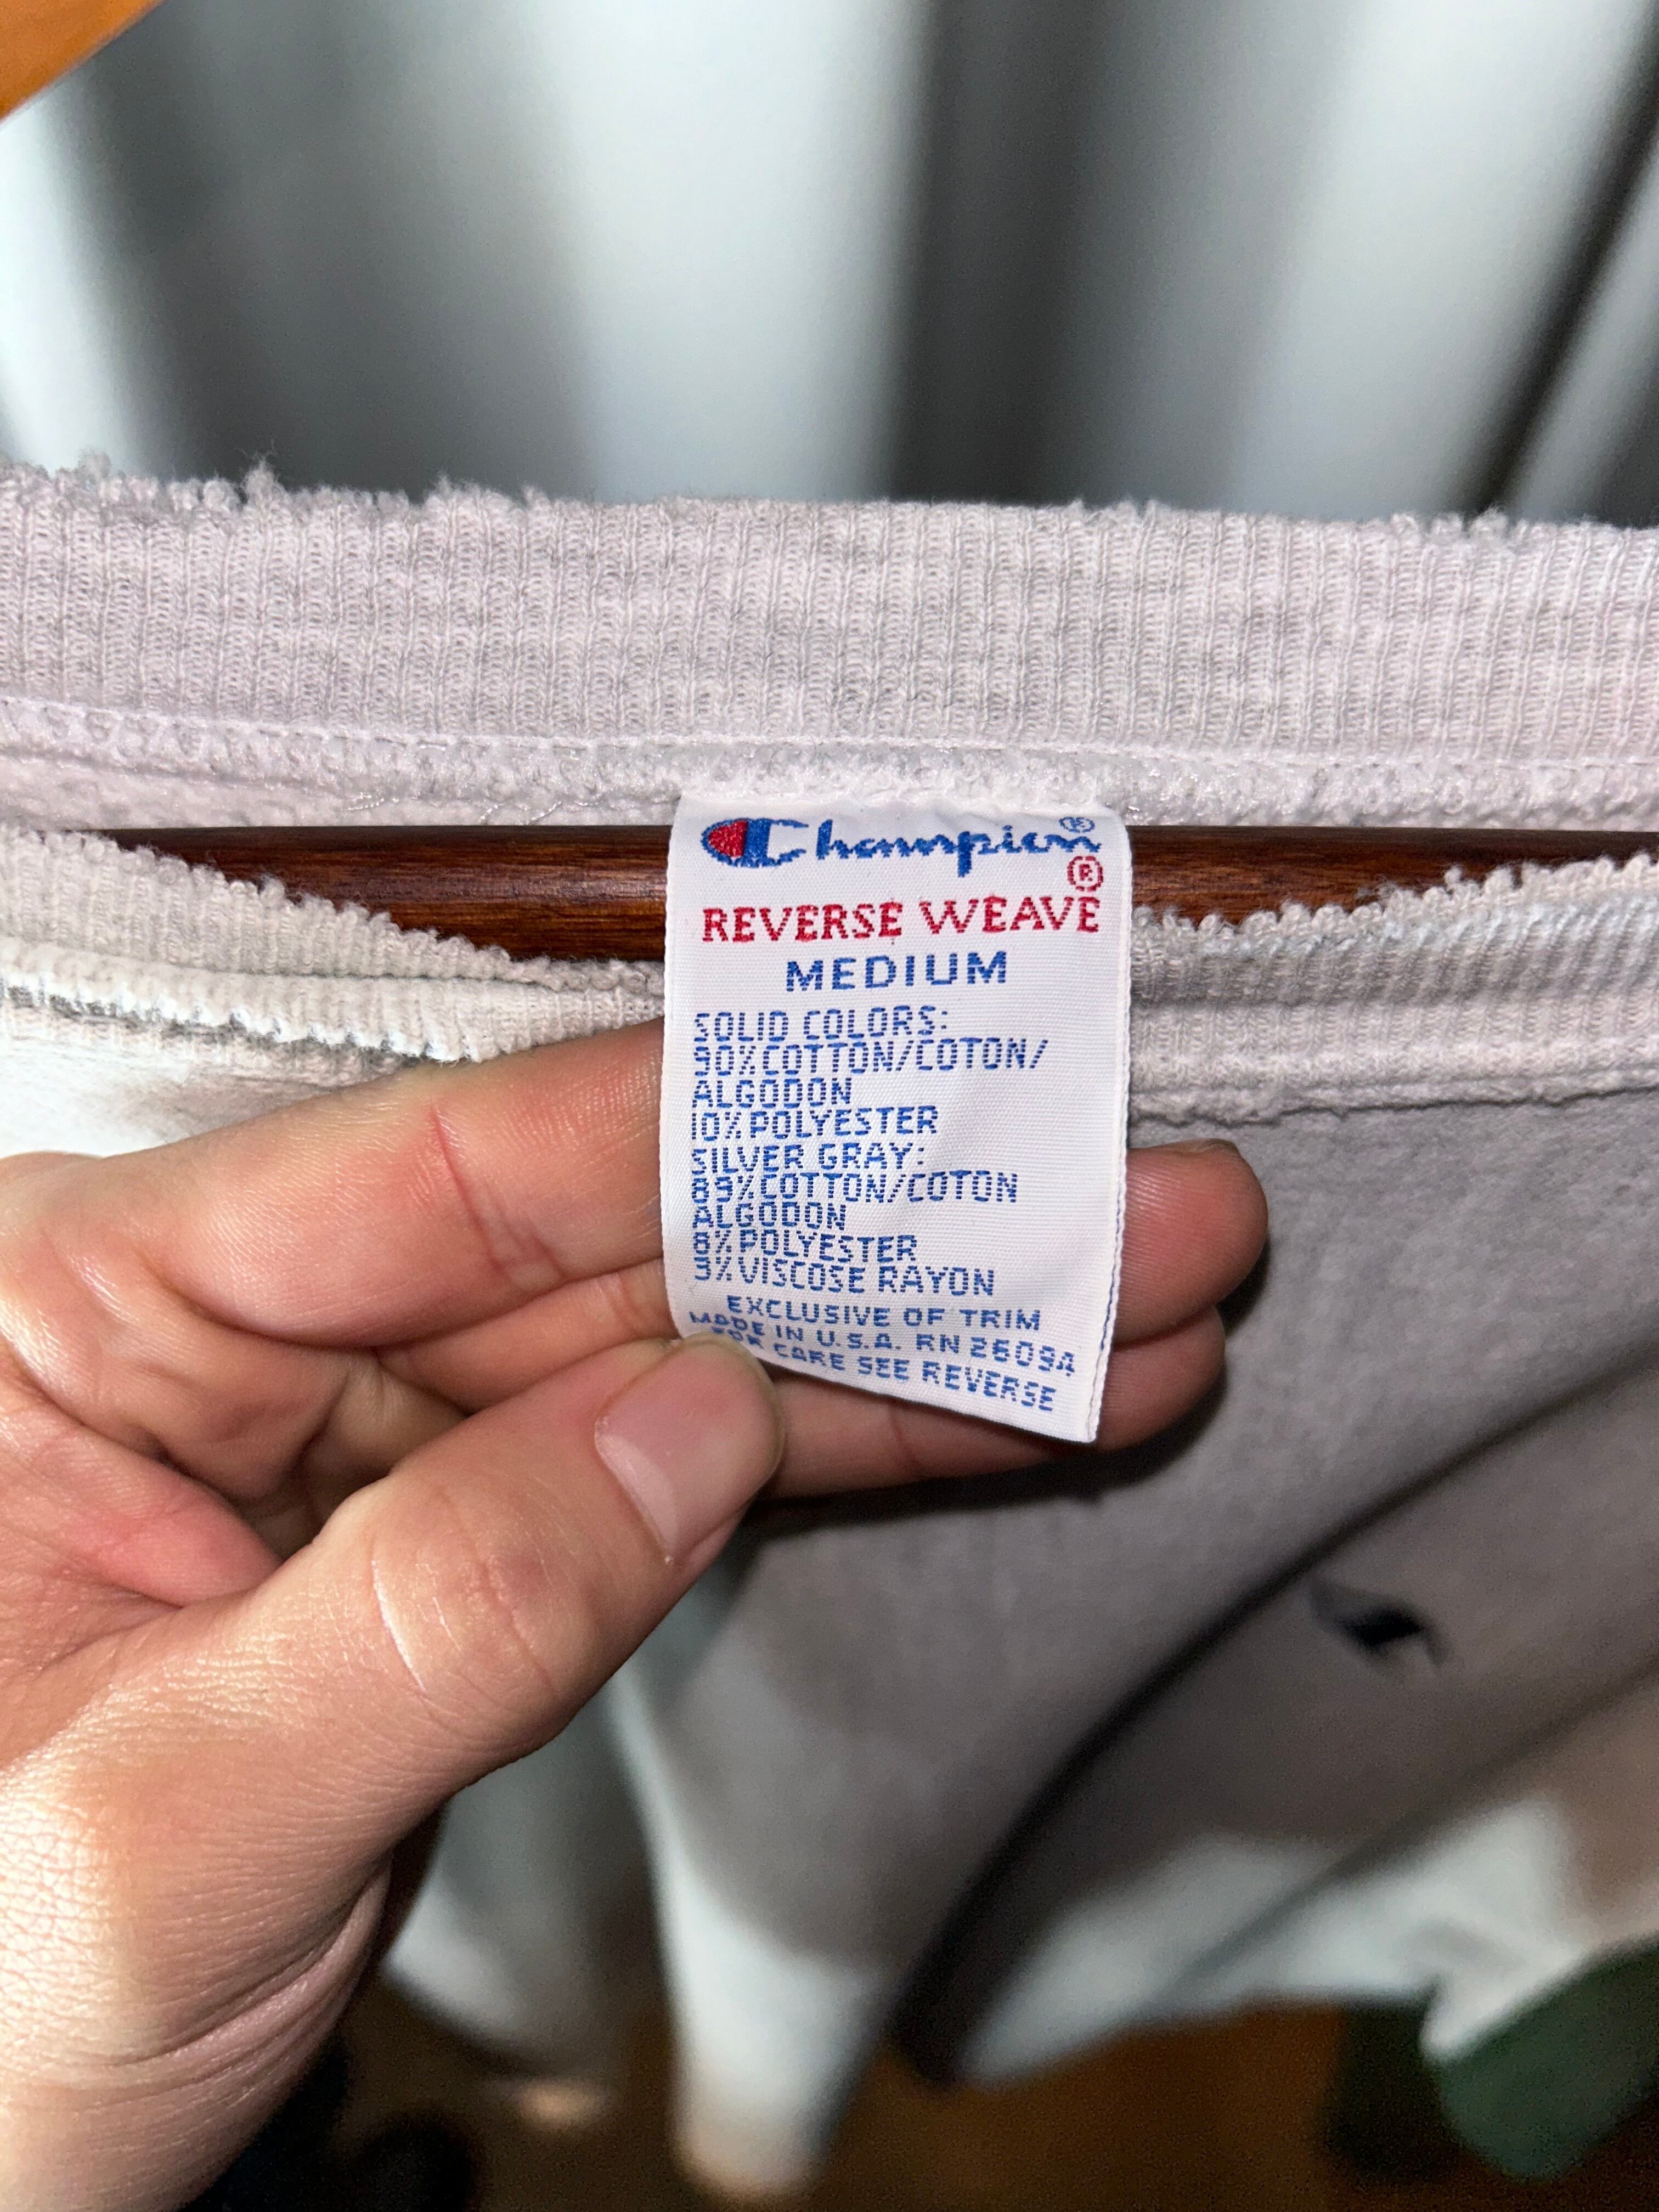 Champion®
®
REVERSE WEAVE
MEDIUM
SOLID COLORS:
90%COTTON/COTON/
ALGODON
10%POLYESTER
SILVER GRAY:
89%COTTON/COTON
ALGODON
8%POLYESTER
3%VISCOSE RAYON
EXCLUSIVE OF TRIM
MADE IN U.S.A. RN 26094
FOR CARE SEE REVERSE